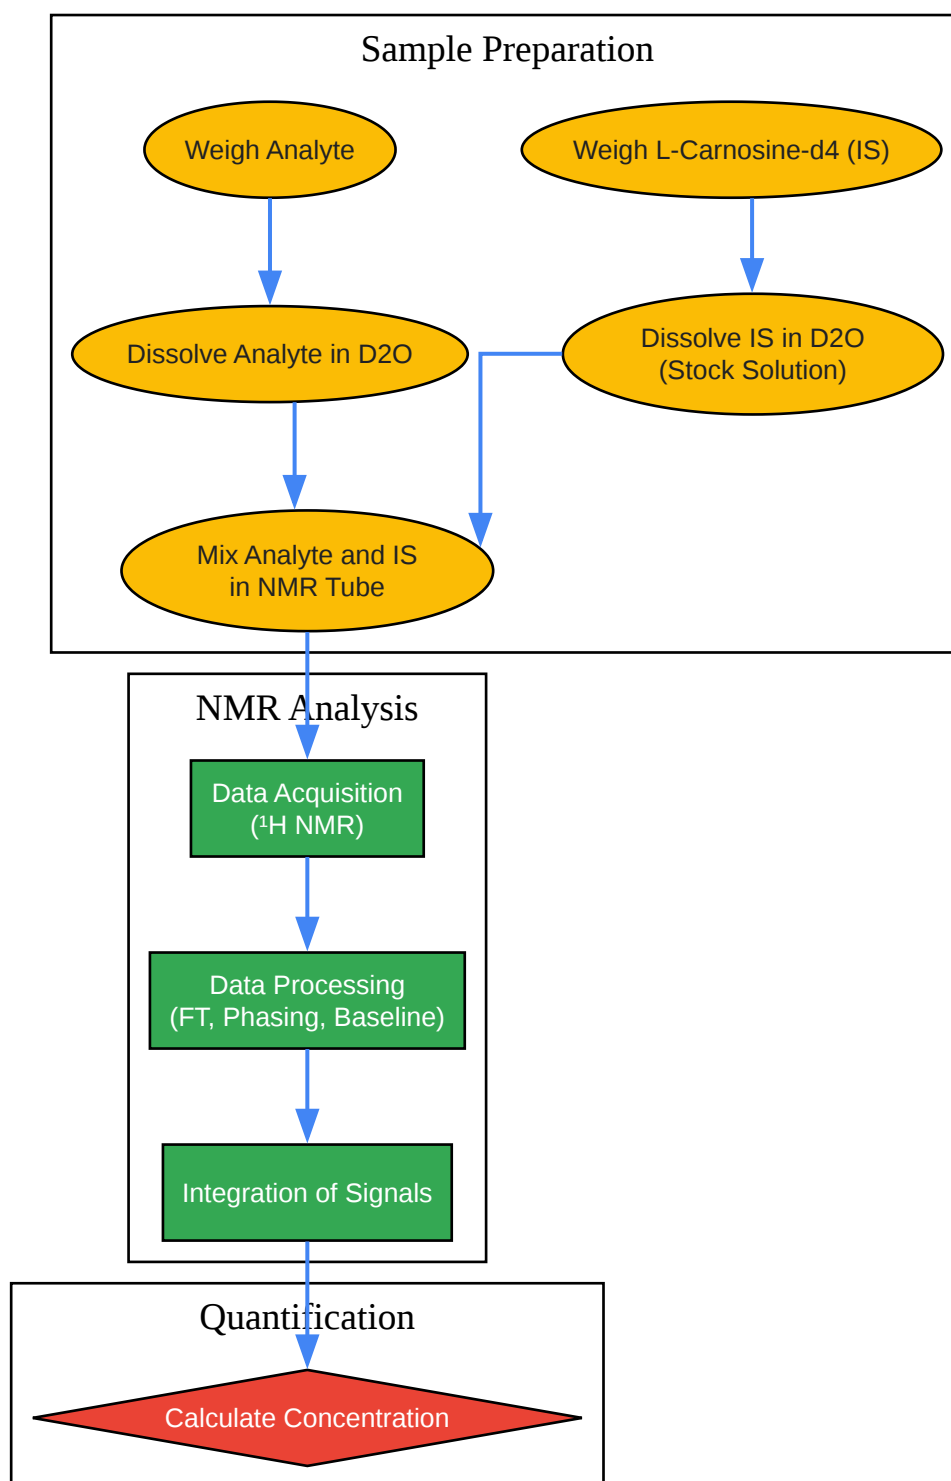 Sample Preparation
Weigh Analyte
Weigh L-Carnosine-d4 (IS)
Dissolve Analyte in D2O
Dissolve IS in D2O
(Stock Solution)
Mix Analyte and IS
in NMR Tube
NMR Analysis
Data Acquisition
(¹H NMR)
Data Processing
(FT, Phasing, Baseline)
Integration of Signals
Quantification
Calculate Concentration